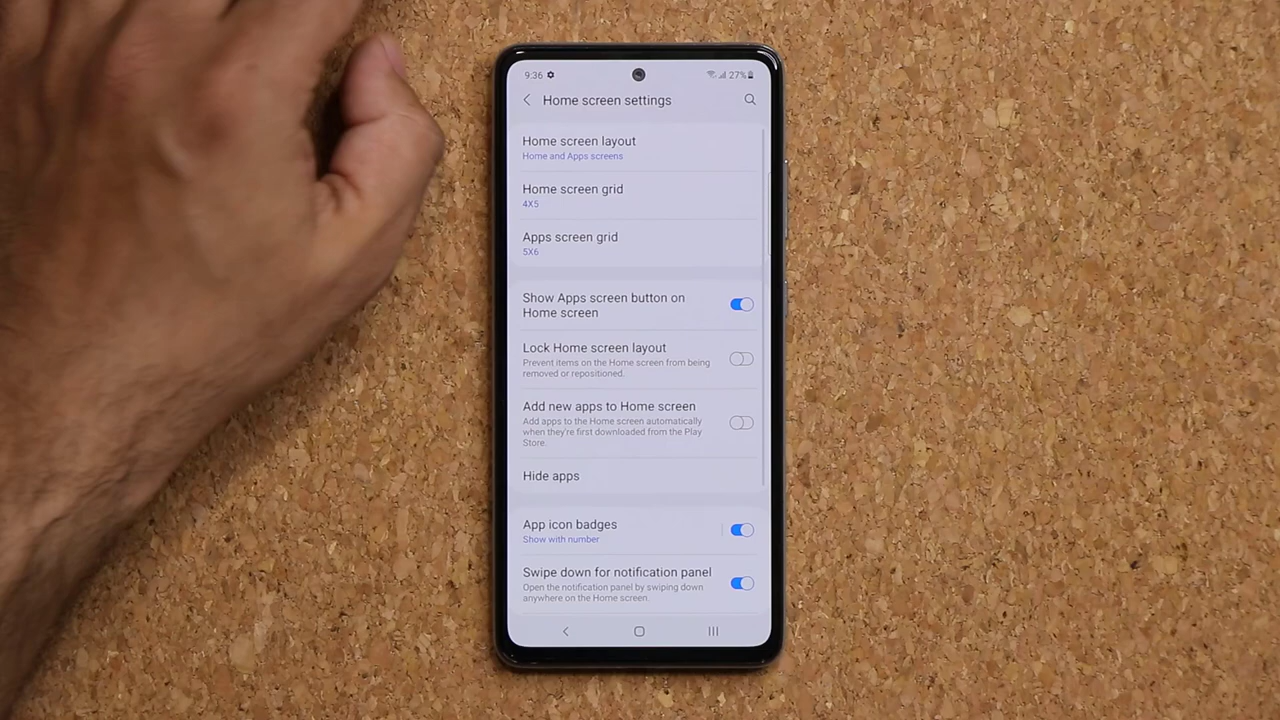 9:36
27%
Home screen settings
Home screen layout
Home and Apps screens
Home screen grid
4X5
Apps screen grid
5X6
Show Apps screen button on
Home screen
Lock Home screen layout
Prevent items on the Home screen from being
removed or repositioned.
Add new apps to Home screen
Add apps to the Home screen automatically
when they're first downloaded from the Play
Store.
Hide apps
App icon badges
Show with number
Swipe down for notification panel
Open the notification panel by swiping down
anywhere on the Home screen.